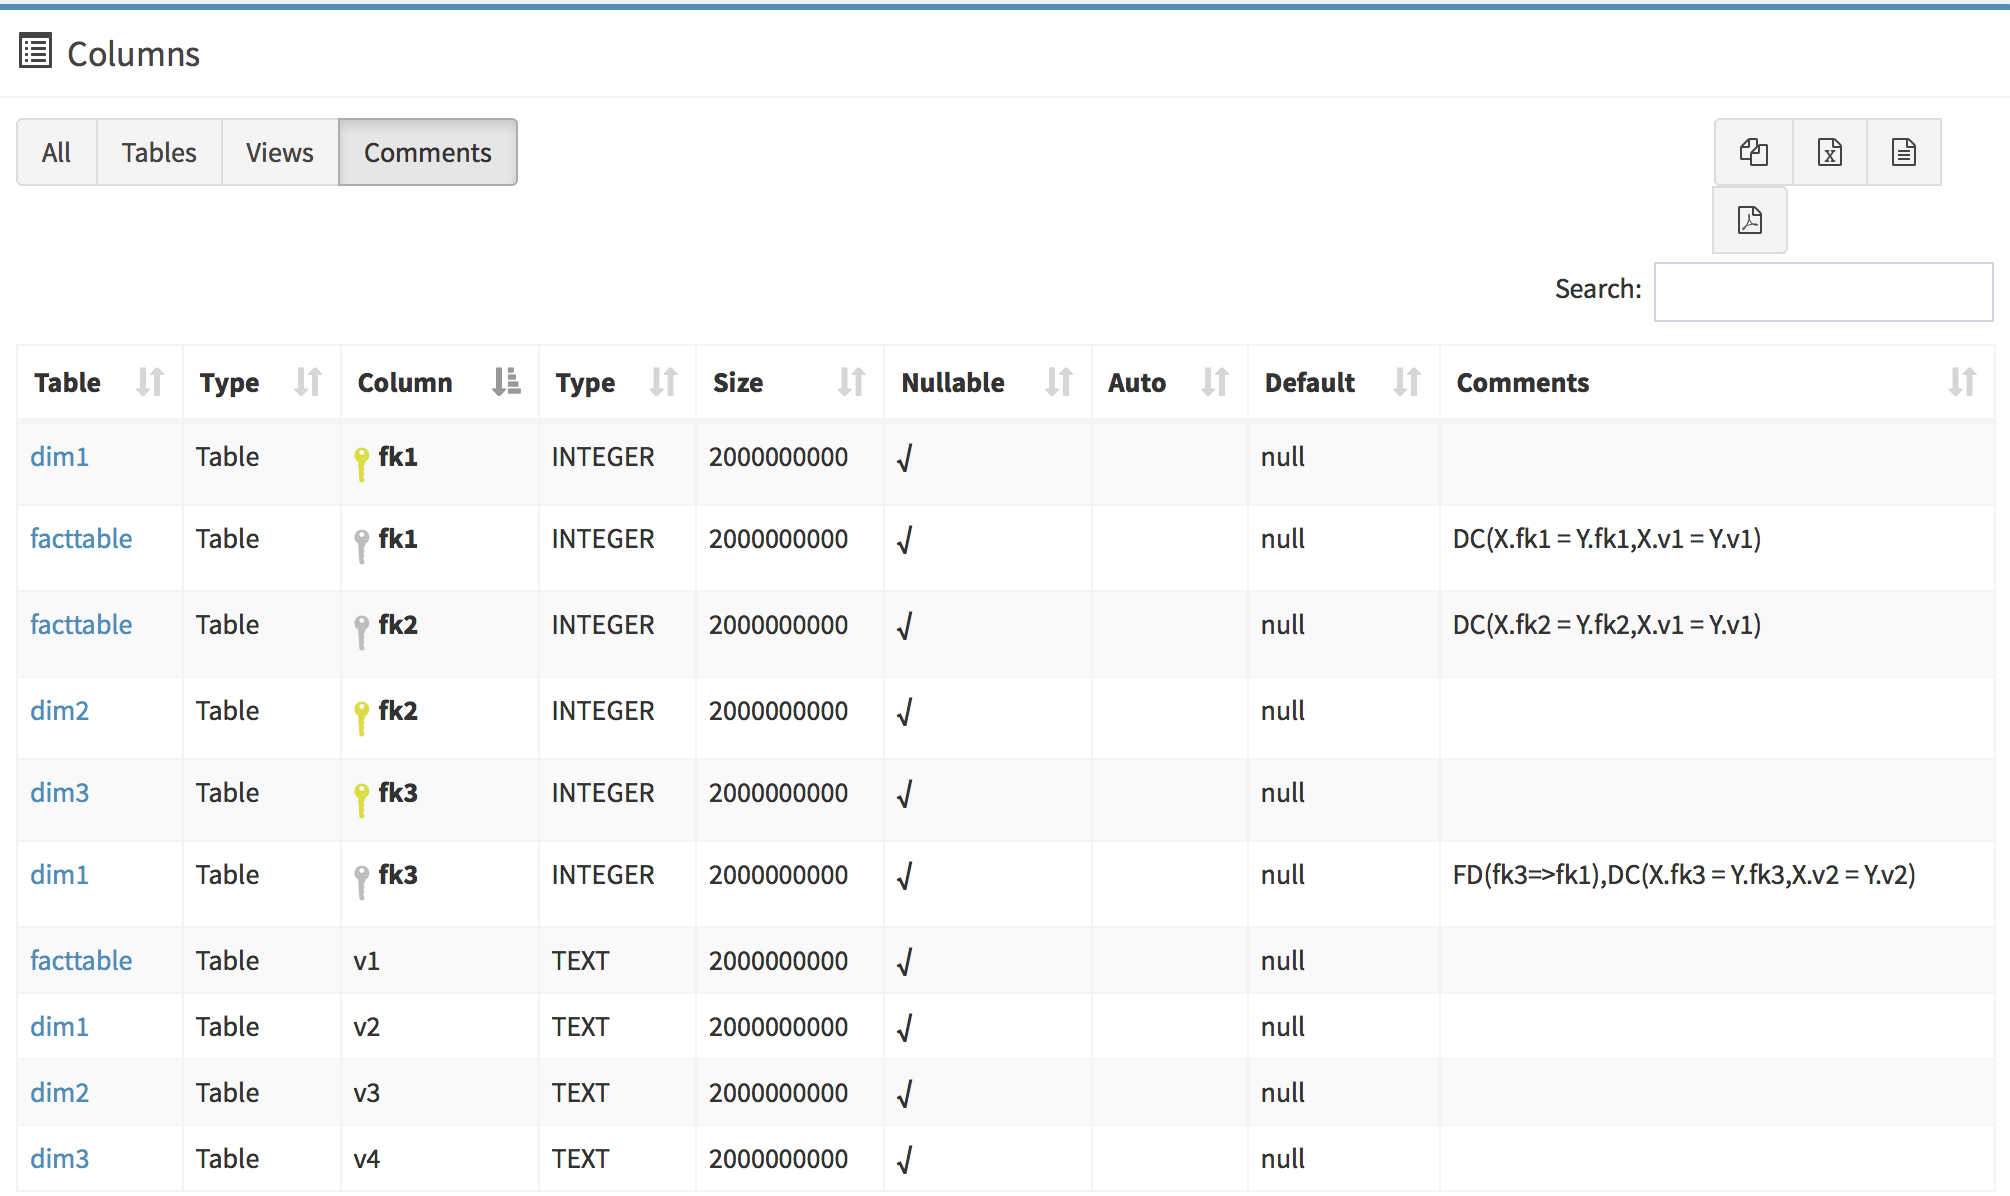 Columns
All Tables Views Comments
Search:
Table Type Column Type Size Nullable Auto Default Comments
dim1 Table fk1 INTEGER 2000000000 √ null
facttable Table fk1 INTEGER 2000000000 √ null DC(X.fk1 = Y.fk1,X.v1 = Y.v1)
facttable Table fk2 INTEGER 2000000000 √ null DC(X.fk2 = Y.fk2,X.v1 = Y.v1)
dim2 Table fk2 INTEGER 2000000000 √ null
dim3 Table fk3 INTEGER 2000000000 √ null
dim1 Table fk3 INTEGER 2000000000 √ null FD(fk3=>fk1),DC(X.fk3 = Y.fk3,X.v2 = Y.v2)
facttable Table v1 TEXT 2000000000 √ null
dim1 Table v2 TEXT 2000000000 √ null
dim2 Table v3 TEXT 2000000000 √ null
dim3 Table v4 TEXT 2000000000 √ null